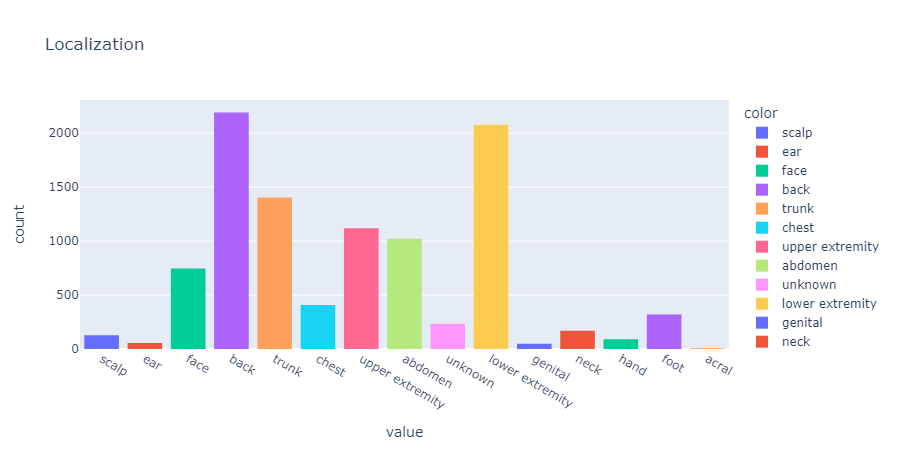 Localization
count
2000
1500
1000
500
0
scalp
ear
face
back
trunk
chest
upper extremity
abdomen
unknown
lower extremity
genital
neck
hand
foot
acral
value
color
scalp
ear
face
back
trunk
chest
upper extremity
abdomen
unknown
lower extremity
genital
neck